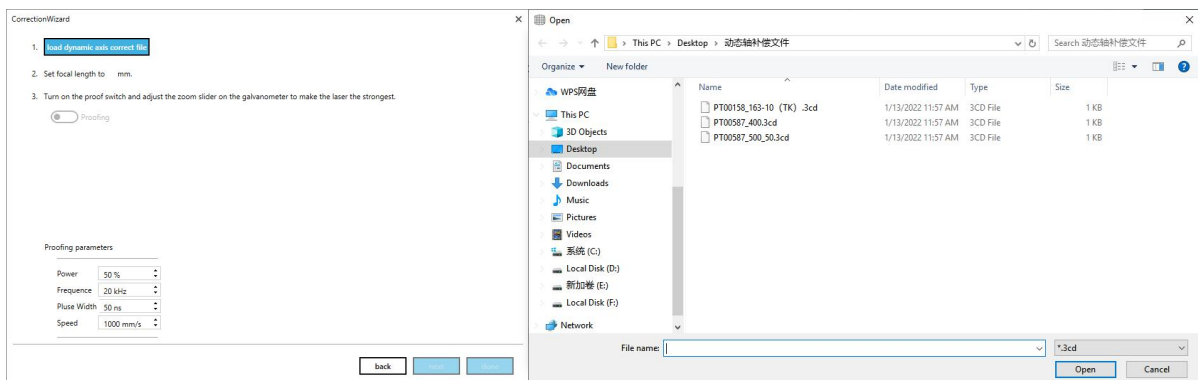 CorrectionWizard
1. load dynamic axis correct file
2. Set focal length to mm.
3. Turn on the proof switch and adjust the zoom slider on the galvanometer to make the laser the strongest.
Proofing
Proofing parameters
Power 50 %
Frequence 20 kHz
Pluse Width 50 ns
Speed 1000 mm/s
back next done
Open
This PC > Desktop > 动态轴补偿文件
Search 动态轴补偿文件
Organize New folder
Name Date modified Type Size
PT00158_163-10（TK）.3cd 1/13/2022 11:57 AM 3CD File 1 KB
PT00587_400.3cd 1/13/2022 11:57 AM 3CD File 1 KB
PT00587_500_50.3cd 1/13/2022 11:57 AM 3CD File 1 KB
WPS网盘
This PC
3D Objects
Desktop
Documents
Downloads
Music
Pictures
Videos
系统 (C:)
Local Disk (D:)
新加卷 (E:)
Local Disk (F:)
Network
File name: *.3cd
Open Cancel